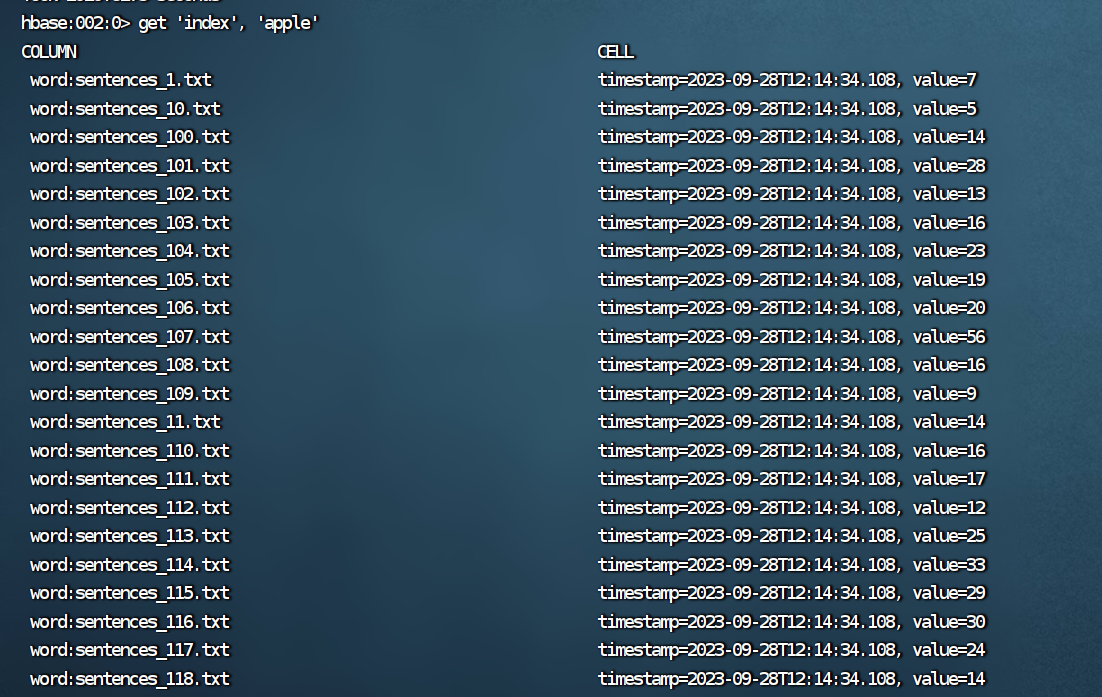 hbase:002:0> get 'index', 'apple'
COLUMN CELL
word:sentences_1.txt timestamp=2023-09-28T12:14:34.108, value=7
word:sentences_10.txt timestamp=2023-09-28T12:14:34.108, value=5
word:sentences_100.txt timestamp=2023-09-28T12:14:34.108, value=14
word:sentences_101.txt timestamp=2023-09-28T12:14:34.108, value=28
word:sentences_102.txt timestamp=2023-09-28T12:14:34.108, value=13
word:sentences_103.txt timestamp=2023-09-28T12:14:34.108, value=16
word:sentences_104.txt timestamp=2023-09-28T12:14:34.108, value=23
word:sentences_105.txt timestamp=2023-09-28T12:14:34.108, value=19
word:sentences_106.txt timestamp=2023-09-28T12:14:34.108, value=20
word:sentences_107.txt timestamp=2023-09-28T12:14:34.108, value=56
word:sentences_108.txt timestamp=2023-09-28T12:14:34.108, value=16
word:sentences_109.txt timestamp=2023-09-28T12:14:34.108, value=9
word:sentences_11.txt timestamp=2023-09-28T12:14:34.108, value=14
word:sentences_110.txt timestamp=2023-09-28T12:14:34.108, value=16
word:sentences_111.txt timestamp=2023-09-28T12:14:34.108, value=17
word:sentences_112.txt timestamp=2023-09-28T12:14:34.108, value=12
word:sentences_113.txt timestamp=2023-09-28T12:14:34.108, value=25
word:sentences_114.txt timestamp=2023-09-28T12:14:34.108, value=33
word:sentences_115.txt timestamp=2023-09-28T12:14:34.108, value=29
word:sentences_116.txt timestamp=2023-09-28T12:14:34.108, value=30
word:sentences_117.txt timestamp=2023-09-28T12:14:34.108, value=24
word:sentences_118.txt timestamp=2023-09-28T12:14:34.108, value=14